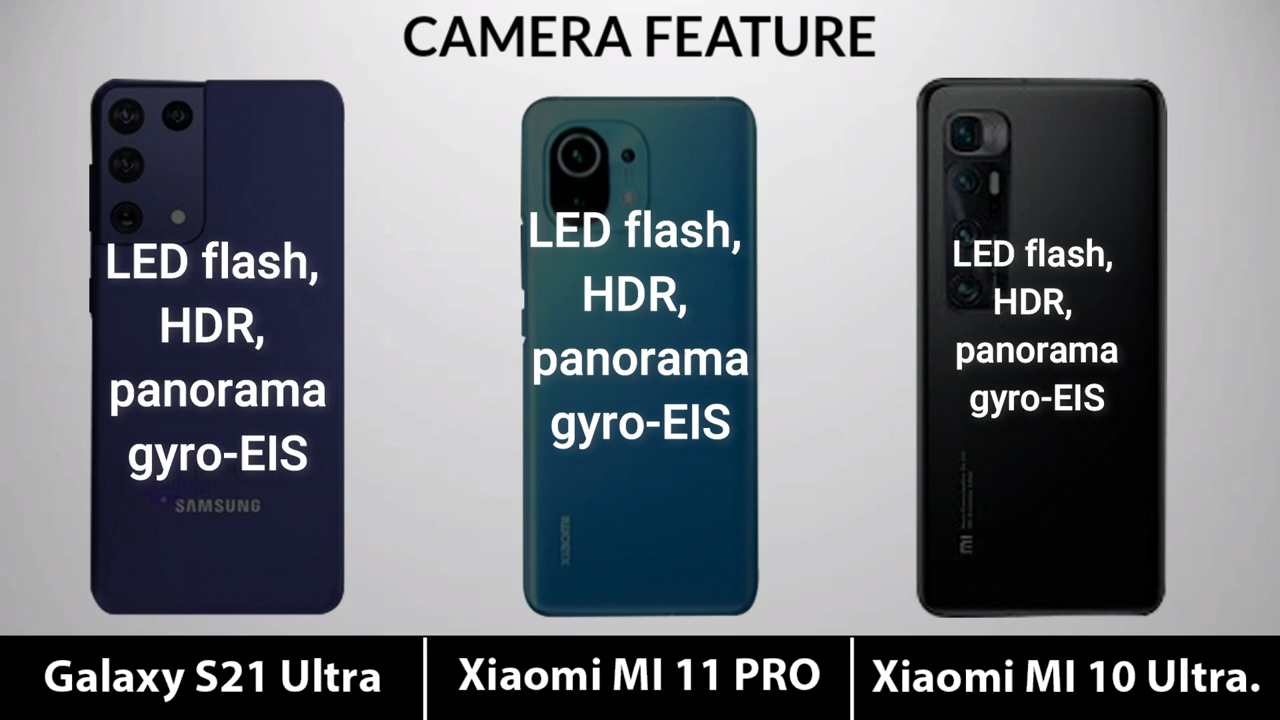 CAMERA FEATURE
LED flash,
HDR,
panorama
gyro-EIS
SAMSUNG
LED flash,
HDR,
panorama
gyro-EIS
XIAOMI
LED flash,
HDR,
panorama
gyro-EIS
MI
Galaxy S21 Ultra
Xiaomi MI 11 PRO
Xiaomi MI 10 Ultra.